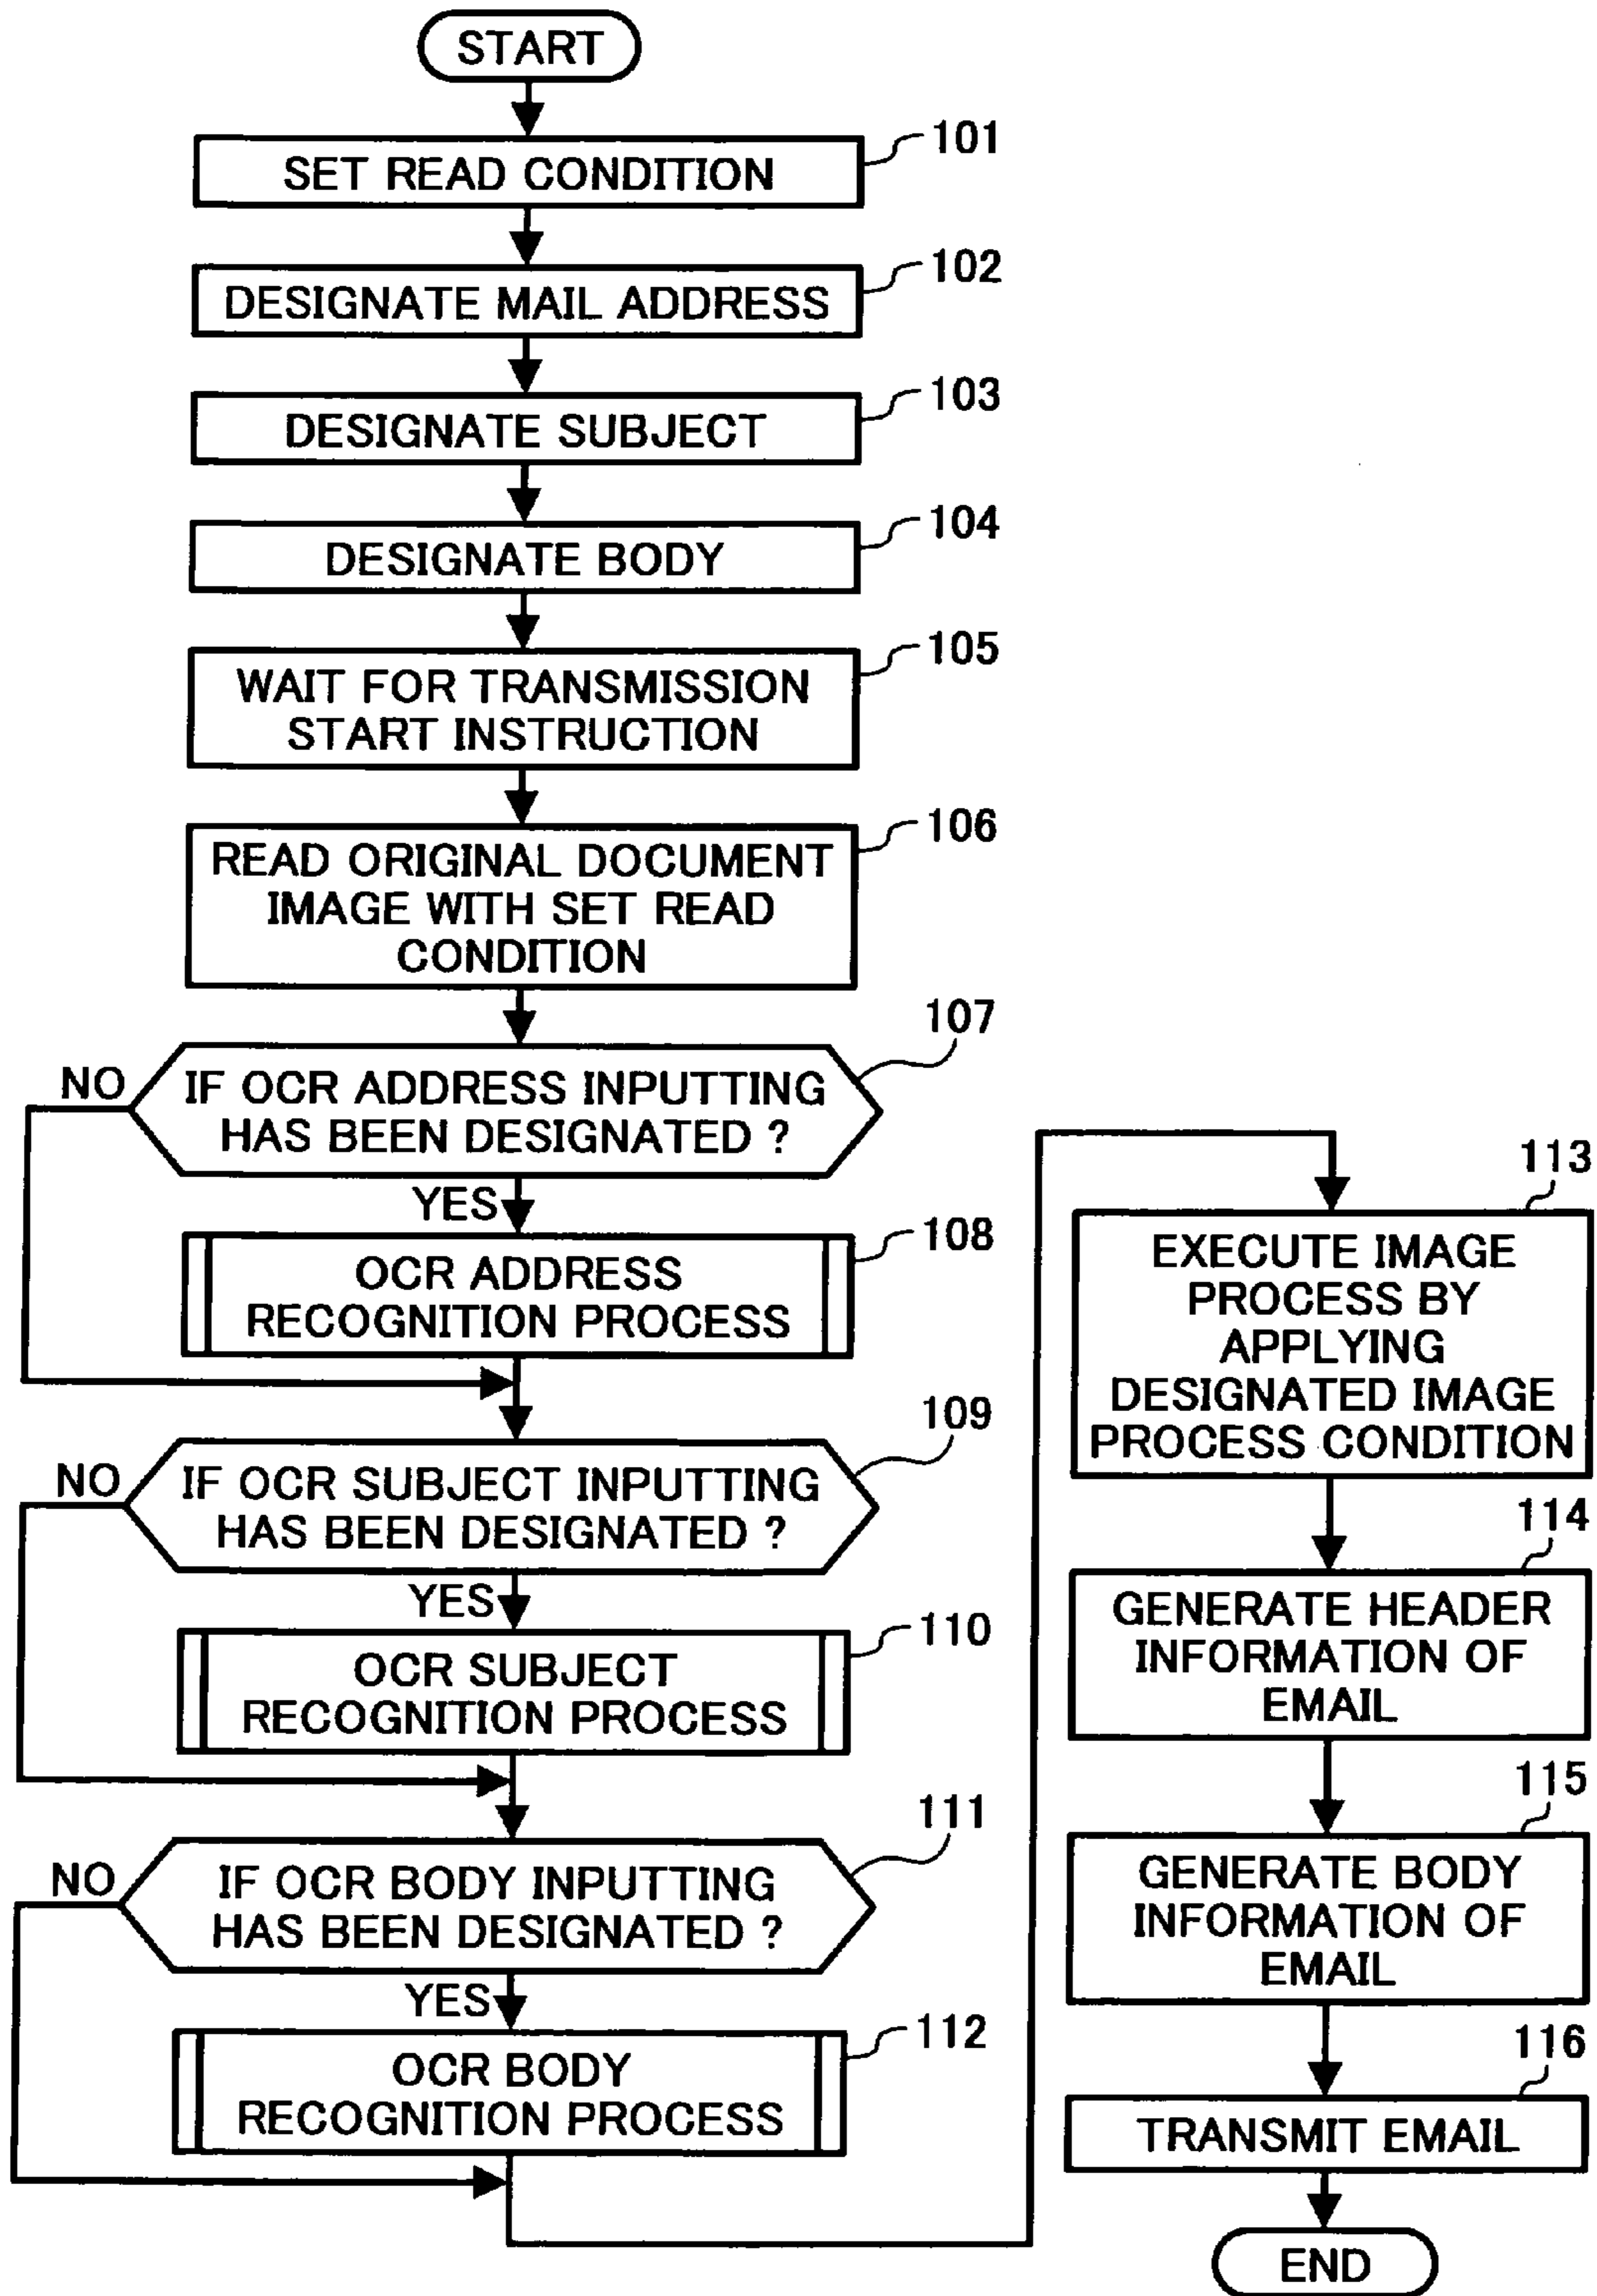 START
101
SET READ CONDITION
102
DESIGNATE MAIL ADDRESS
103
DESIGNATE SUBJECT
104
DESIGNATE BODY
105
WAIT FOR TRANSMISSION
START INSTRUCTION
106
READ ORIGINAL DOCUMENT
IMAGE WITH SET READ
CONDITION
107
NO
IF OCR ADDRESS INPUTTING
HAS BEEN DESIGNATED ?
YES
108
OCR ADDRESS
RECOGNITION PROCESS
109
NO
IF OCR SUBJECT INPUTTING
HAS BEEN DESIGNATED ?
YES
110
OCR SUBJECT
RECOGNITION PROCESS
111
NO
IF OCR BODY INPUTTING
HAS BEEN DESIGNATED ?
YES
112
OCR BODY
RECOGNITION PROCESS
113
EXECUTE IMAGE
PROCESS BY
APPLYING
DESIGNATED IMAGE
PROCESS CONDITION
114
GENERATE HEADER
INFORMATION OF
EMAIL
115
GENERATE BODY
INFORMATION OF
EMAIL
116
TRANSMIT EMAIL
END